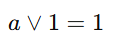 a ∨ 1 = 1